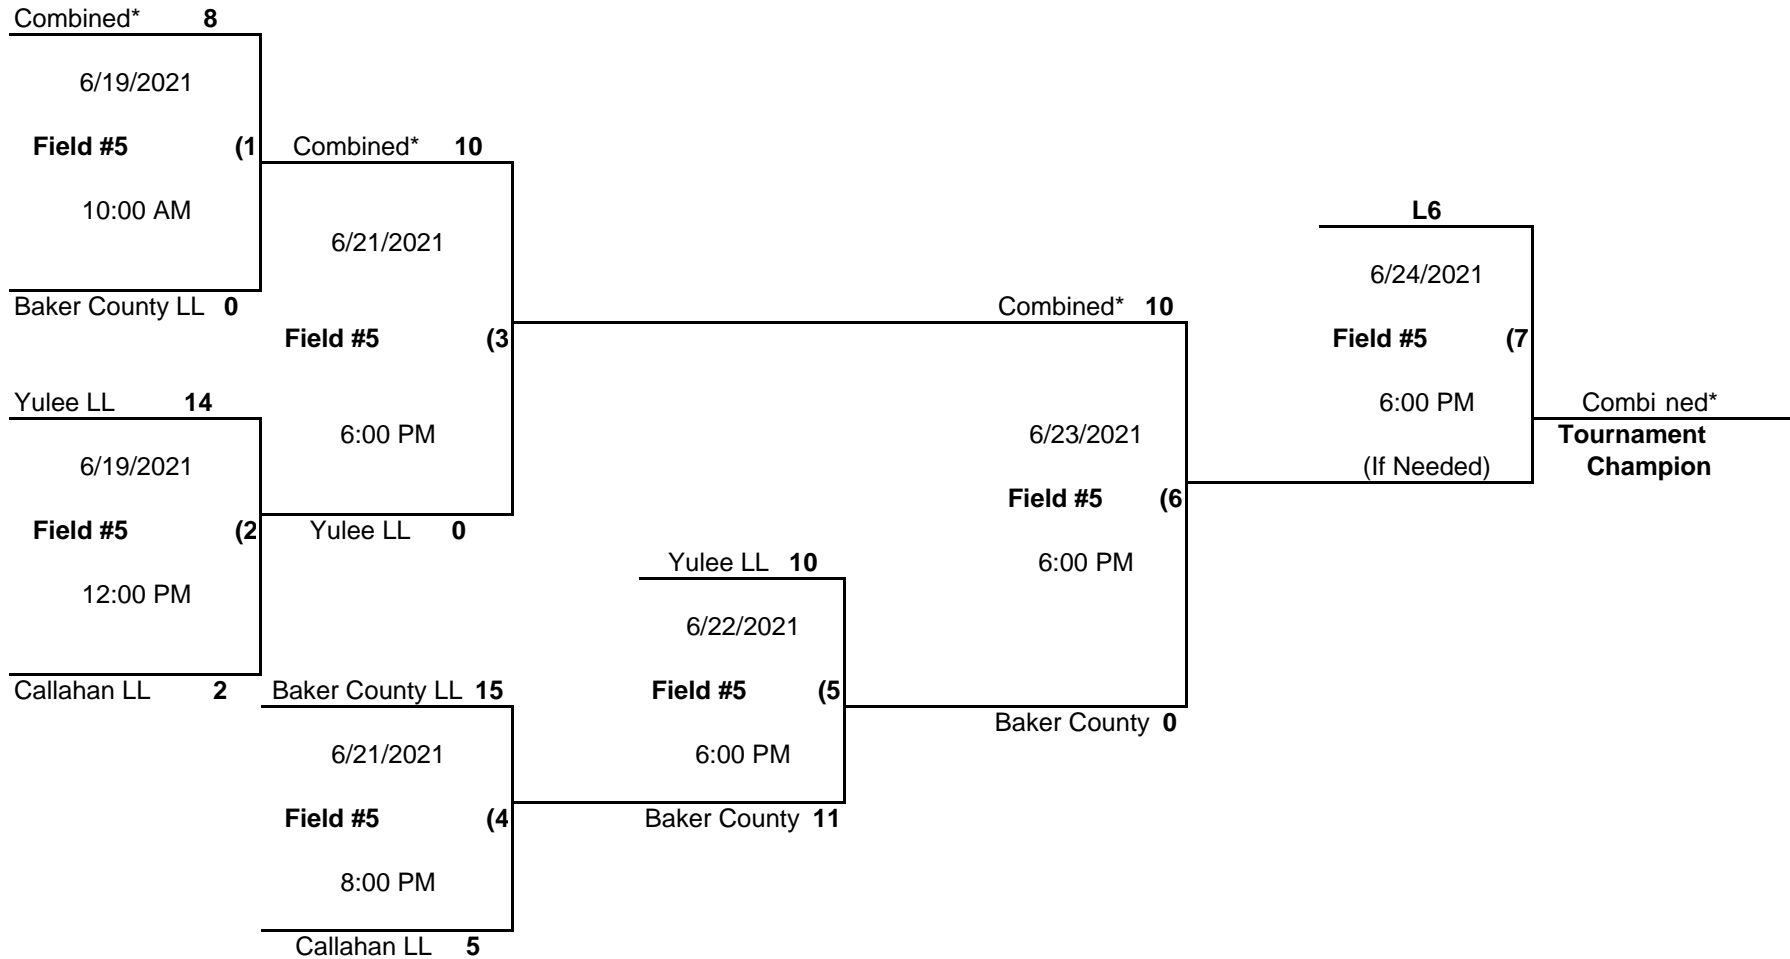 Combined* 8
6/19/2021
Field #5 (1
10:00 AM
Baker County LL 0
Yulee LL 14
6/19/2021
Field #5 (2
12:00 PM
Callahan LL 2
Combined* 10
6/21/2021
Field #5 (3
6:00 PM
Yulee LL 0
Baker County LL 15
6/21/2021
Field #5 (4
8:00 PM
Callahan LL 5
Yulee LL 10
6/22/2021
Field #5 (5
6:00 PM
Baker County 11
Combined* 10
6/23/2021
Field #5 (6
6:00 PM
Baker County 0
L6
6/24/2021
Field #5 (7
6:00 PM
(If Needed)
Combi ned*
Tournament
Champion